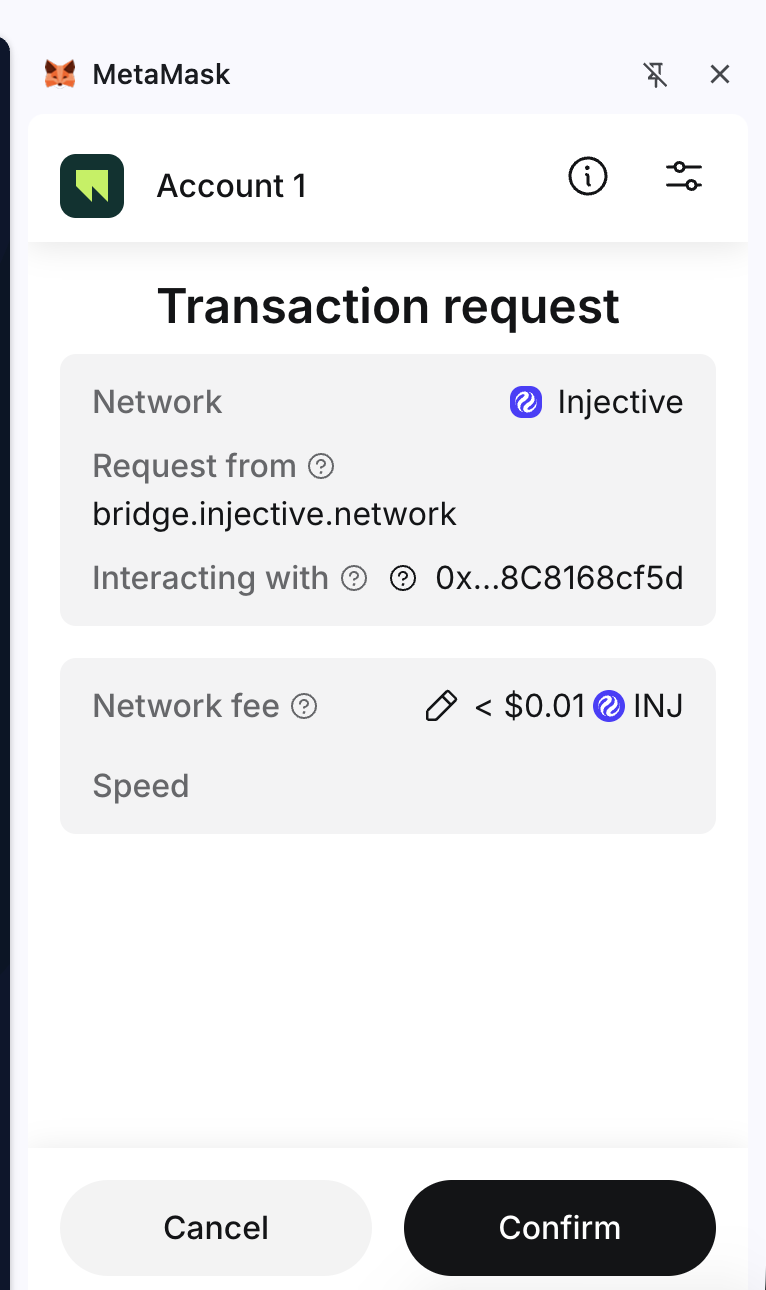 MetaMask
Account 1
Transaction request
Network Injective
Request from
bridge.injective.network
Interacting with 0x...8C8168cf5d
Network fee < $0.01 INJ
Speed
Cancel Confirm